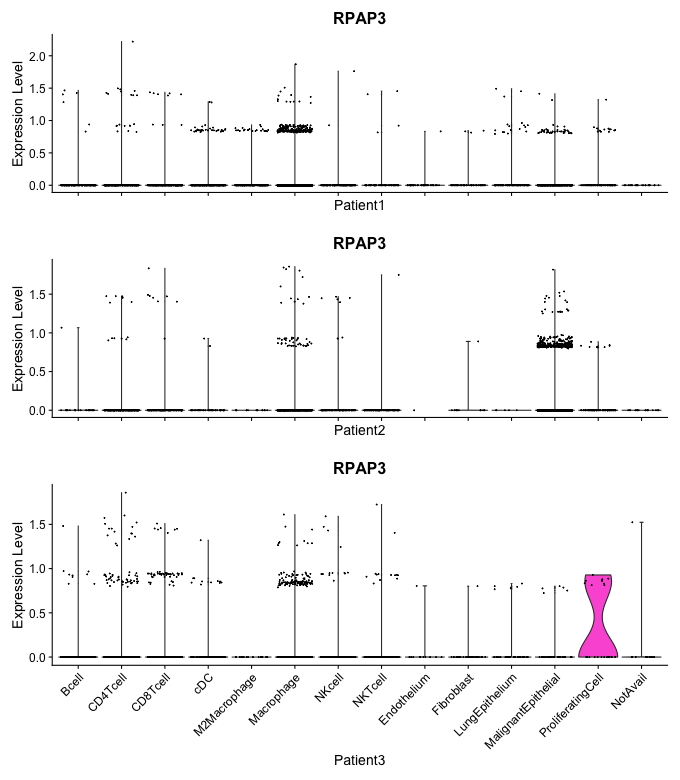 RPAP3
Expression Level
2.0
1.5
1.0
0.5
0.0
Patient1
RPAP3
Expression Level
1.5
1.0
0.5
0.0
Patient2
RPAP3
Expression Level
1.5
1.0
0.5
0.0
Bcell
CD4Tcell
CD8Tcell
cDC
M2Macrophage
Macrophage
NKcell
NKTcell
Endothelium
Fibroblast
LungEpithelium
MalignantEpithelial
ProliferatingCell
NotAvail
Patient3